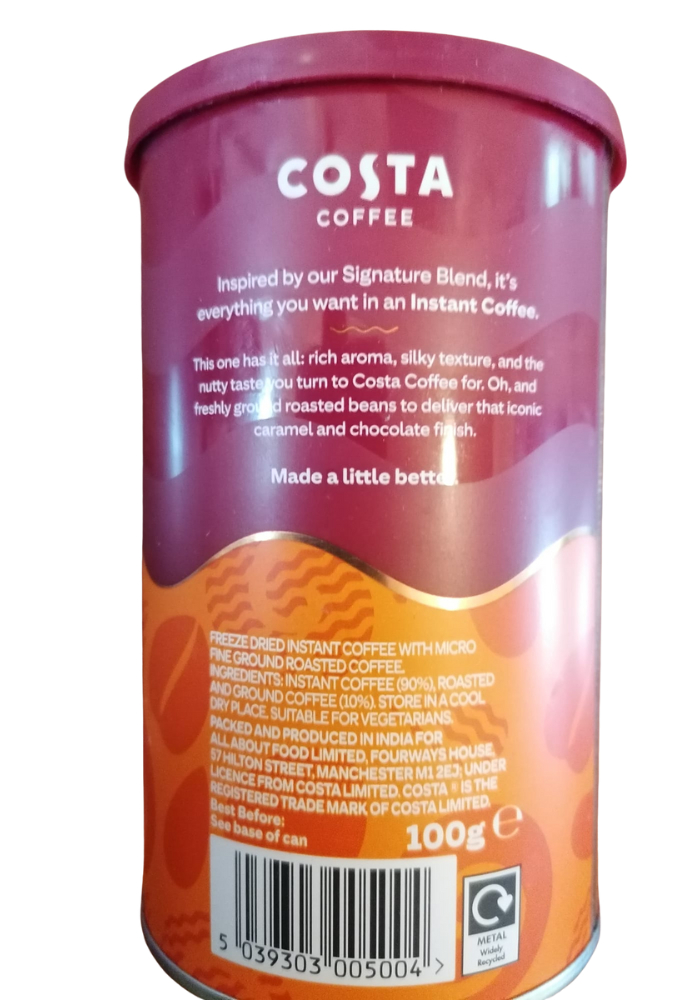 COSTA
COFFEE
Inspired by our Signature Blend, it's
everything you want in an Instant Coffee.
This one has it all: rich aroma, silky texture, and the
nutty taste you turn to Costa Coffee for. Oh, and
freshly ground roasted beans to deliver that iconic
caramel and chocolate finish.
Made a little better.
FREEZE DRIED INSTANT COFFEE WITH MICRO
FINE GROUND ROASTED COFFEE.
INGREDIENTS: INSTANT COFFEE (90%), ROASTED
AND GROUND COFFEE (10%). STORE IN A COOL
DRY PLACE. SUITABLE FOR VEGETARIANS.
PACKED AND PRODUCED IN INDIA FOR
ALL ABOUT FOOD LIMITED, FOURWAYS HOUSE,
57 HILTON STREET, MANCHESTER M1 2EJ; UNDER
LICENCE FROM COSTA LIMITED. COSTA ® IS THE
REGISTERED TRADE MARK OF COSTA LIMITED.
Best Before:
See base of can
100g ℮
5 039303 005004 >
METAL
Widely
Recycled